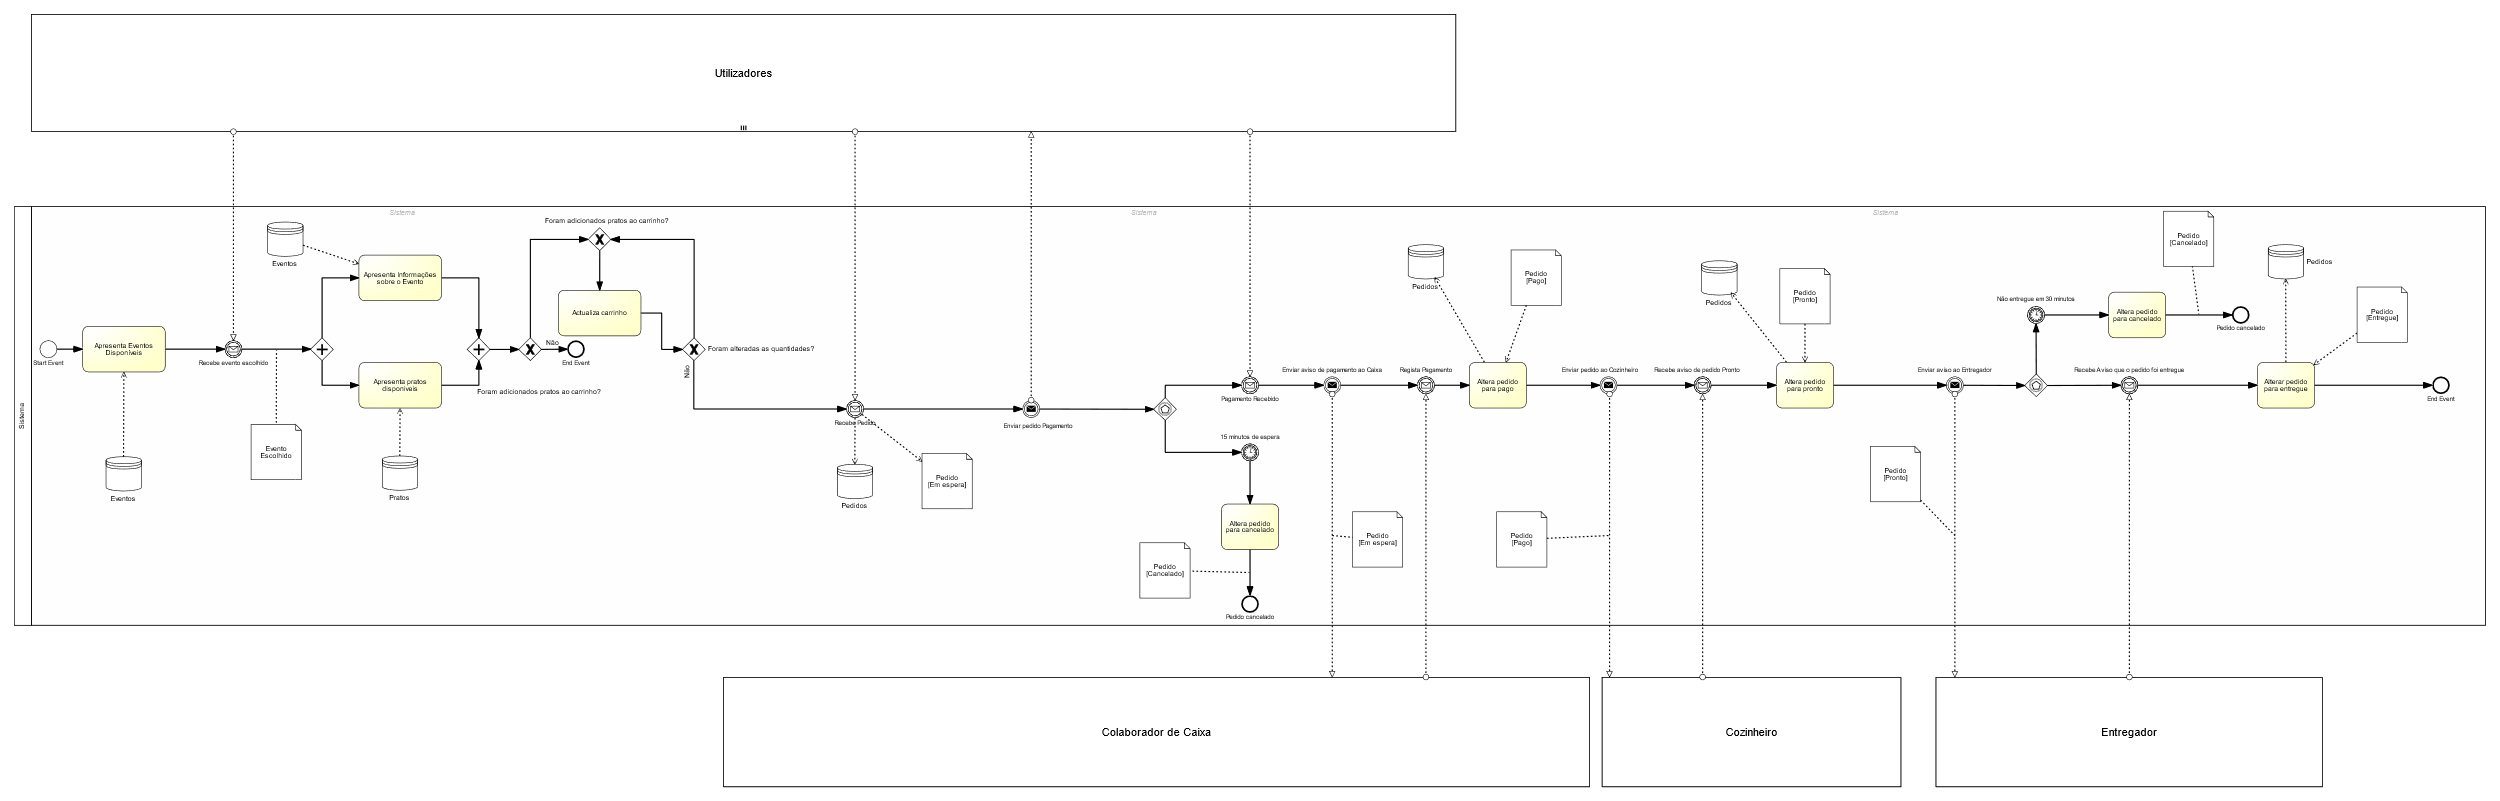 Utilizadores
Sistema
Sistema
Sistema
Sistema
Start Event
Apresenta Eventos
Disponíveis
Eventos
Recebe evento escolhido
Evento
Escolhido
Eventos
Apresenta Informações
sobre o Evento
Apresenta pratos
disponíveis
Pratos
Foram adicionados pratos ao carrinho?
Foram adicionados pratos ao carrinho?
Não
End Event
Actualiza carrinho
Foram alteradas as quantidades?
Não
Recebe Pedido
Pedidos
Pedido
[Em espera]
Enviar pedido Pagamento
Pagamento Recebido
15 minutos de espera
Altera pedido
para cancelado
Pedido
[Cancelado]
Pedido cancelado
Enviar aviso de pagamento ao Caixa
Pedido
[Em espera]
Regista Pagamento
Pedidos
Pedido
[Pago]
Altera pedido
para pago
Enviar pedido ao Cozinheiro
Pedido
[Pago]
Recebe aviso de pedido Pronto
Pedidos
Pedido
[Pronto]
Altera pedido
para pronto
Enviar aviso ao Entregador
Pedido
[Pronto]
Não entregue em 30 minutos
Altera pedido
para cancelado
Pedido
[Cancelado]
Pedido cancelado
Recebe Aviso que o pedido foi entregue
Pedidos
Pedido
[Entregue]
Alterar pedido
para entregue
End Event
Colaborador de Caixa
Cozinheiro
Entregador